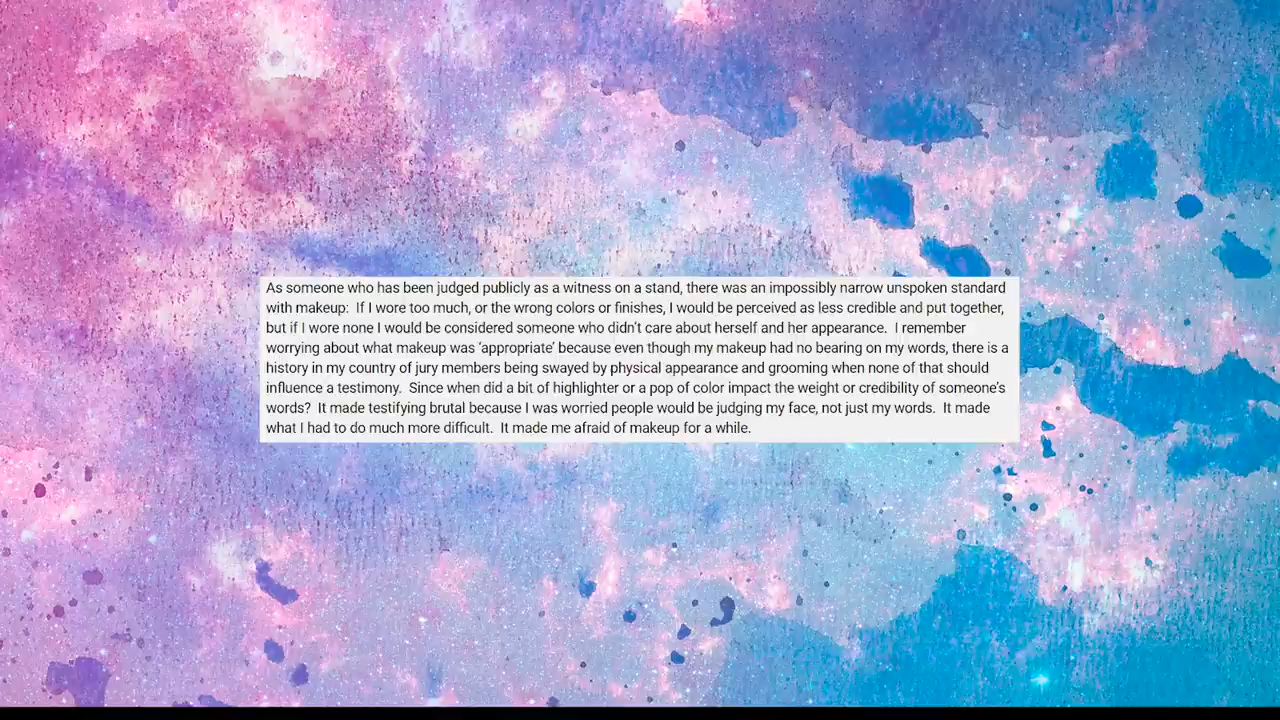 As someone who has been judged publicly as a witness on a stand, there was an impossibly narrow unspoken standard
with makeup:  If I wore too much, or the wrong colors or finishes, I would be perceived as less credible and put together,
but if I wore none I would be considered someone who didn’t care about herself and her appearance.  I remember
worrying about what makeup was ‘appropriate’ because even though my makeup had no bearing on my words, there is a
history in my country of jury members being swayed by physical appearance and grooming when none of that should
influence a testimony.  Since when did a bit of highlighter or a pop of color impact the weight or credibility of someone’s
words?  It made testifying brutal because I was worried people would be judging my face, not just my words.  It made
what I had to do much more difficult.  It made me afraid of makeup for a while.